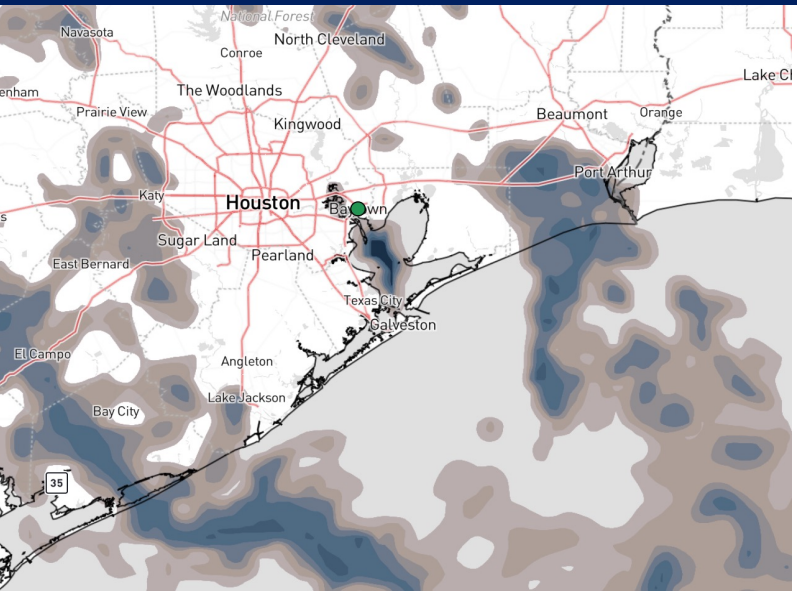 National Forest
Navasota
North Cleveland
Conroe
Lake Ch
The Woodlands
enham
Prairie View
Kingwood
Beaumont
Orange
Port Arthur
Katy
Houston
Baytown
s
Sugar Land
Pearland
East Bernard
Texas City
Galveston
El Campo
Angleton
Lake Jackson
Bay City
35